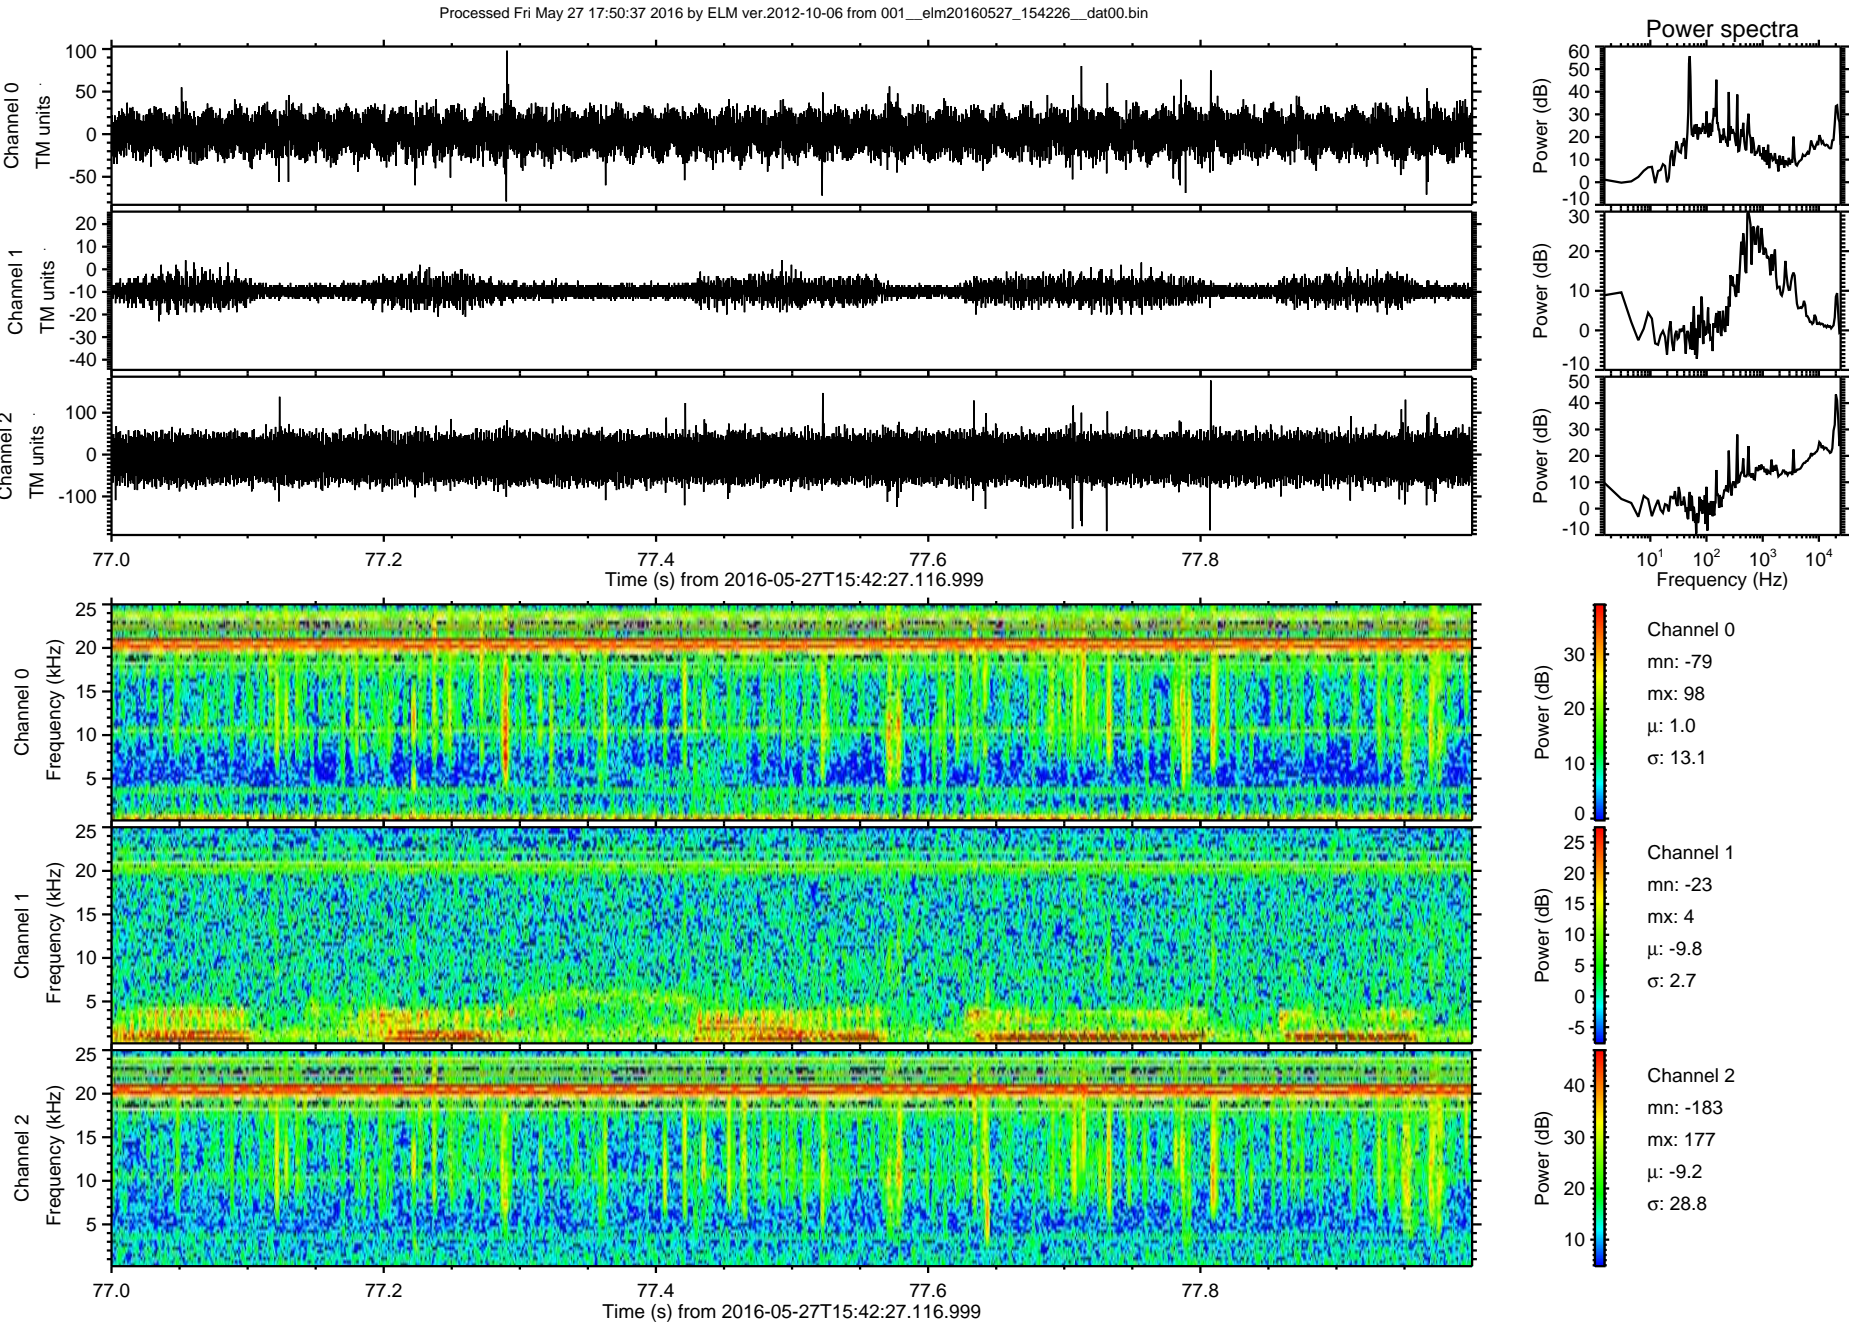 Processed Fri May 27 17:50:37 2016 by ELM ver.2012-10-06 from 001__elm20160527_154226__dat00.bin
Power spectra
Channel 0
TM units
100
50
0
-50
Power (dB)
60
50
40
30
20
10
0
-10
Channel 1
TM units
20
10
0
-10
-20
-30
-40
Power (dB)
30
20
10
0
-10
Channel 2
TM units
100
0
-100
Power (dB)
50
40
30
20
10
0
-10
77.0 77.2 77.4 77.6 77.8
Time (s) from 2016-05-27T15:42:27.116.999
10¹ 10² 10³ 10⁴
Frequency (Hz)
Channel 0
Frequency (kHz)
25
20
15
10
5
Power (dB)
30
20
10
0
Channel 0
mn: -79
mx: 98
μ: 1.0
σ: 13.1
Channel 1
Frequency (kHz)
25
20
15
10
5
Power (dB)
25
20
15
10
5
0
-5
Channel 1
mn: -23
mx: 4
μ: -9.8
σ: 2.7
Channel 2
Frequency (kHz)
25
20
15
10
5
Power (dB)
40
30
20
10
Channel 2
mn: -183
mx: 177
μ: -9.2
σ: 28.8
77.0 77.2 77.4 77.6 77.8
Time (s) from 2016-05-27T15:42:27.116.999